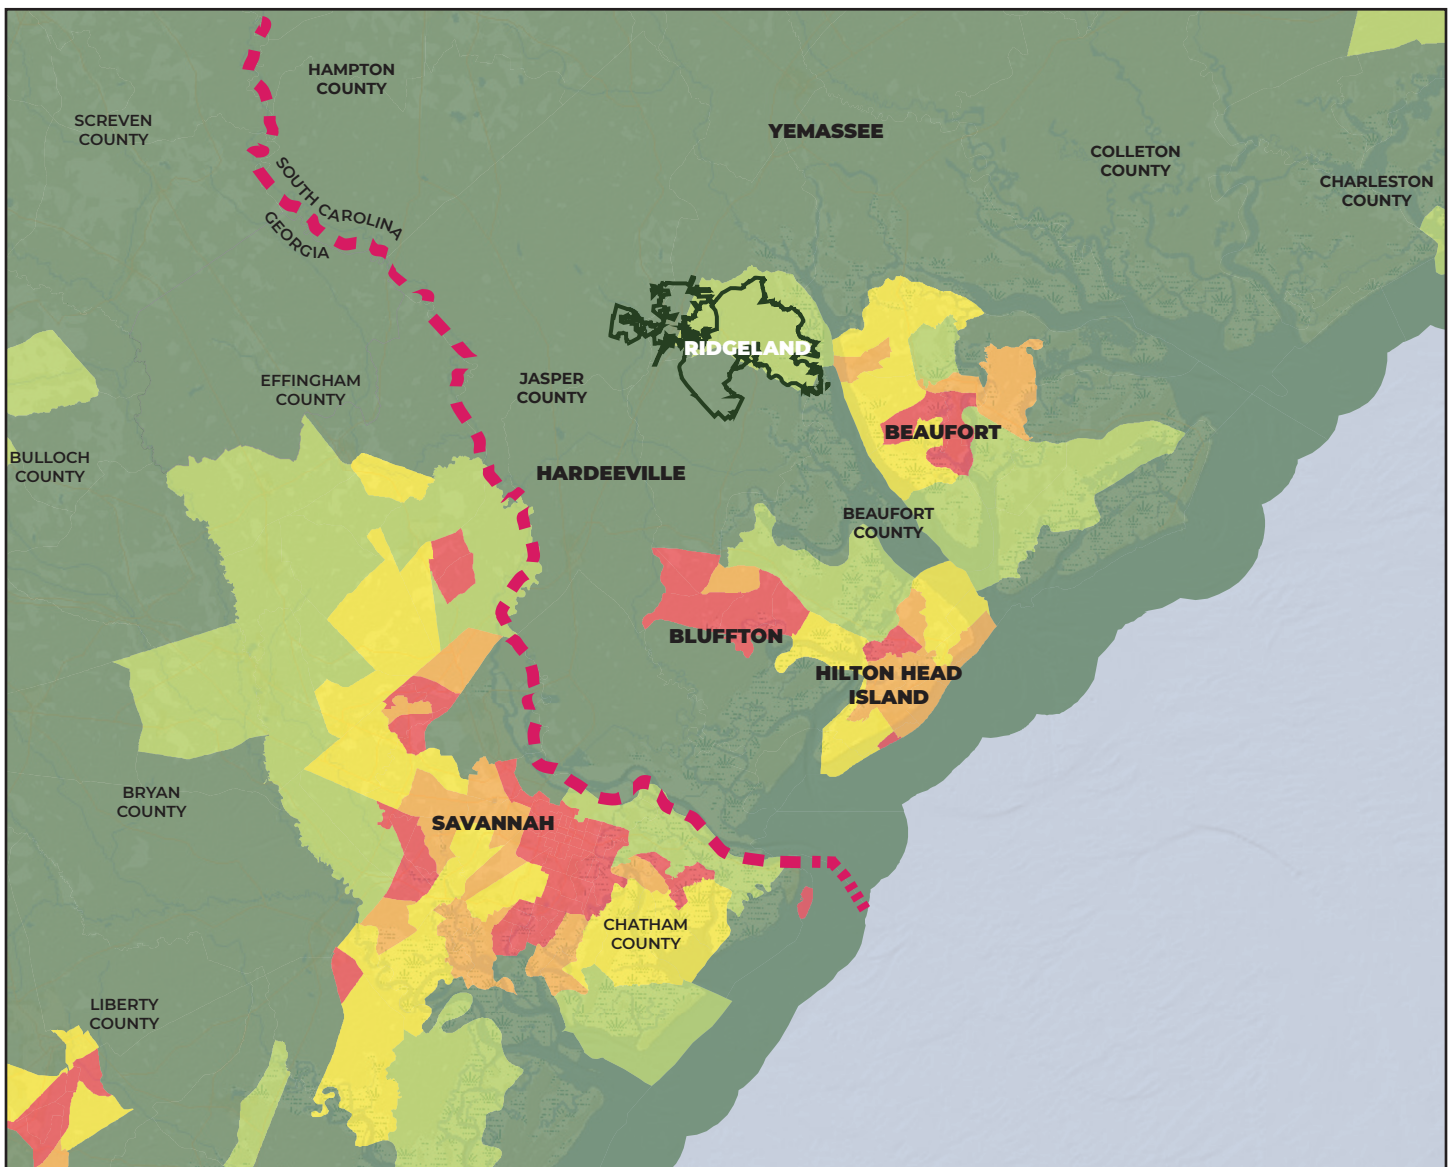 HAMPTON
COUNTY
SCREVEN
COUNTY
YEMASSEE
COLLETON
COUNTY
CHARLESTON
COUNTY
SOUTH CAROLINA
GEORGIA
RIDGELAND
EFFINGHAM
COUNTY
JASPER
COUNTY
BEAUFORT
BULLOCH
COUNTY
HARDEEVILLE
BEAUFORT
COUNTY
BLUFFTON
HILTON HEAD
ISLAND
BRYAN
COUNTY
SAVANNAH
CHATHAM
COUNTY
LIBERTY
COUNTY